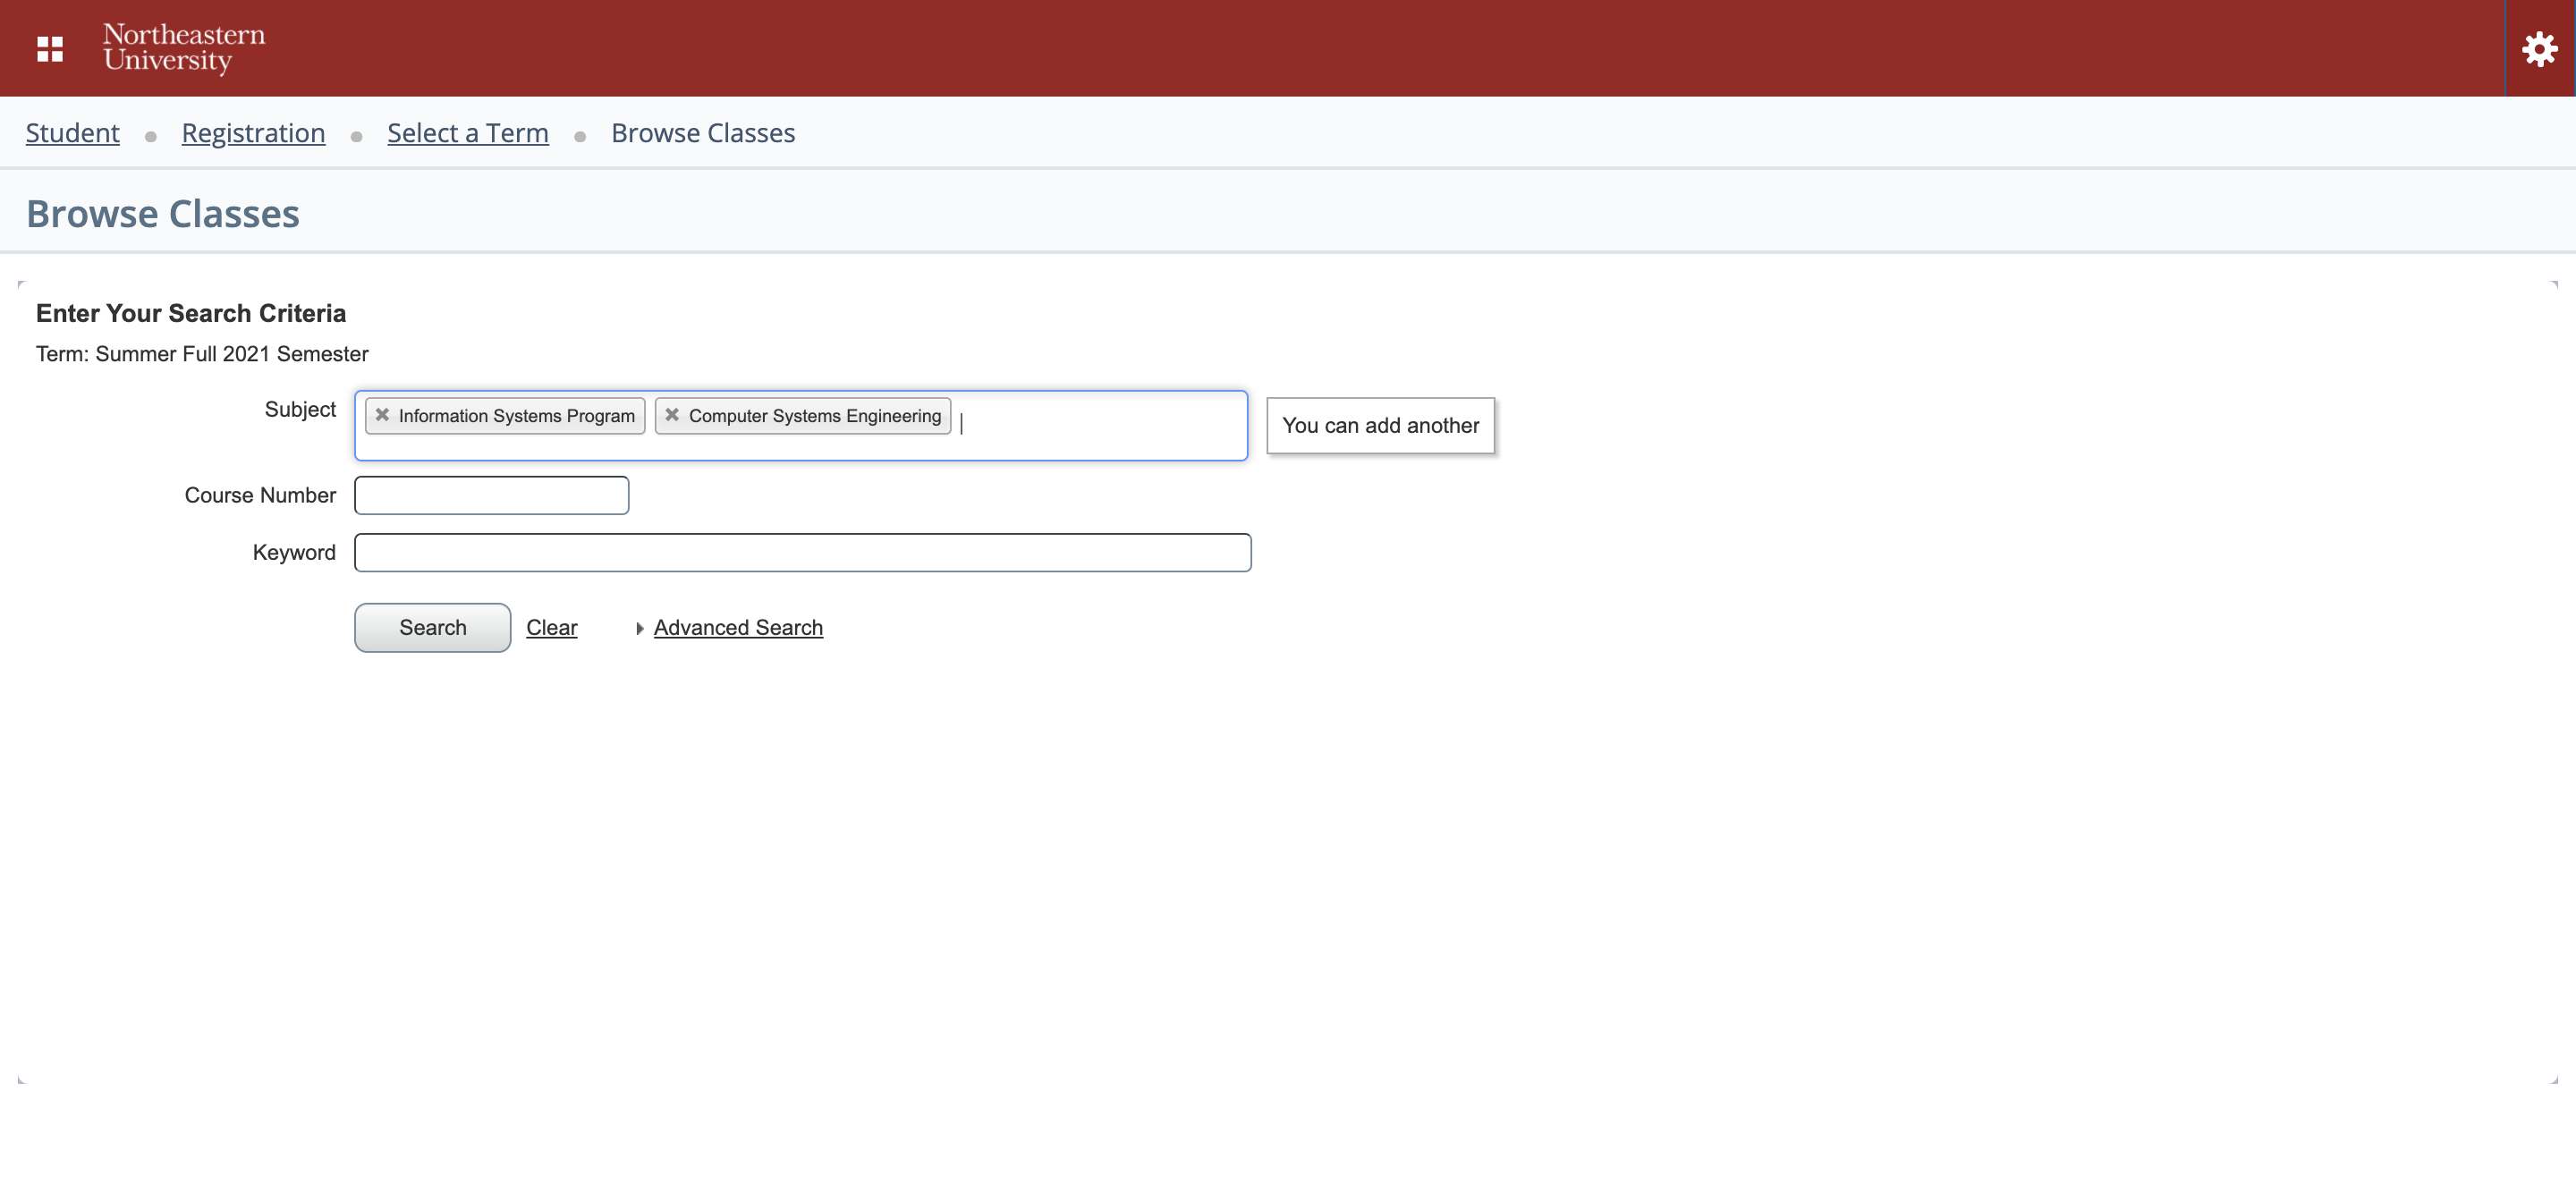 Northeastern
University
Student Registration Select a Term Browse Classes
Browse Classes
Enter Your Search Criteria
Term: Summer Full 2021 Semester
Subject Information Systems Program Computer Systems Engineering You can add another
Course Number
Keyword
Search Clear Advanced Search